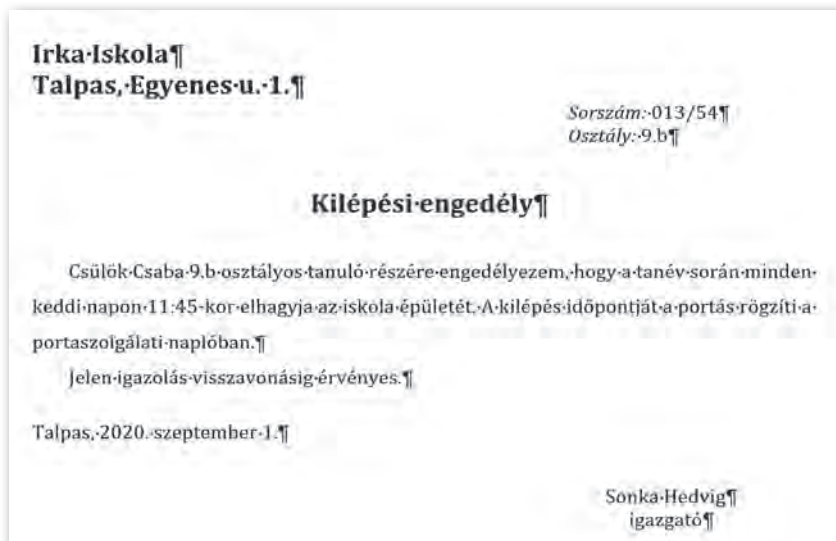 Irka·Iskola¶
Talpas,·Egyenes·u.·1.¶
Sorszám:·013/54¶
Osztály:·9.b¶
Kilépési·engedély¶
Csülök·Csaba·9.b·osztályos·tanuló·részére·engedélyezem,·hogy·a·tanév·során·minden·
keddi·napon·11:45-kor·elhagyja·az·iskola·épületét.·A·kilépés·időpontját·a·portás·rögzíti·a·
portaszolgálati·naplóban.¶
Jelen·igazolás·visszavonásig·érvényes.¶
Talpas,·2020.·szeptember·1.¶
Sonka·Hedvig¶
igazgató¶